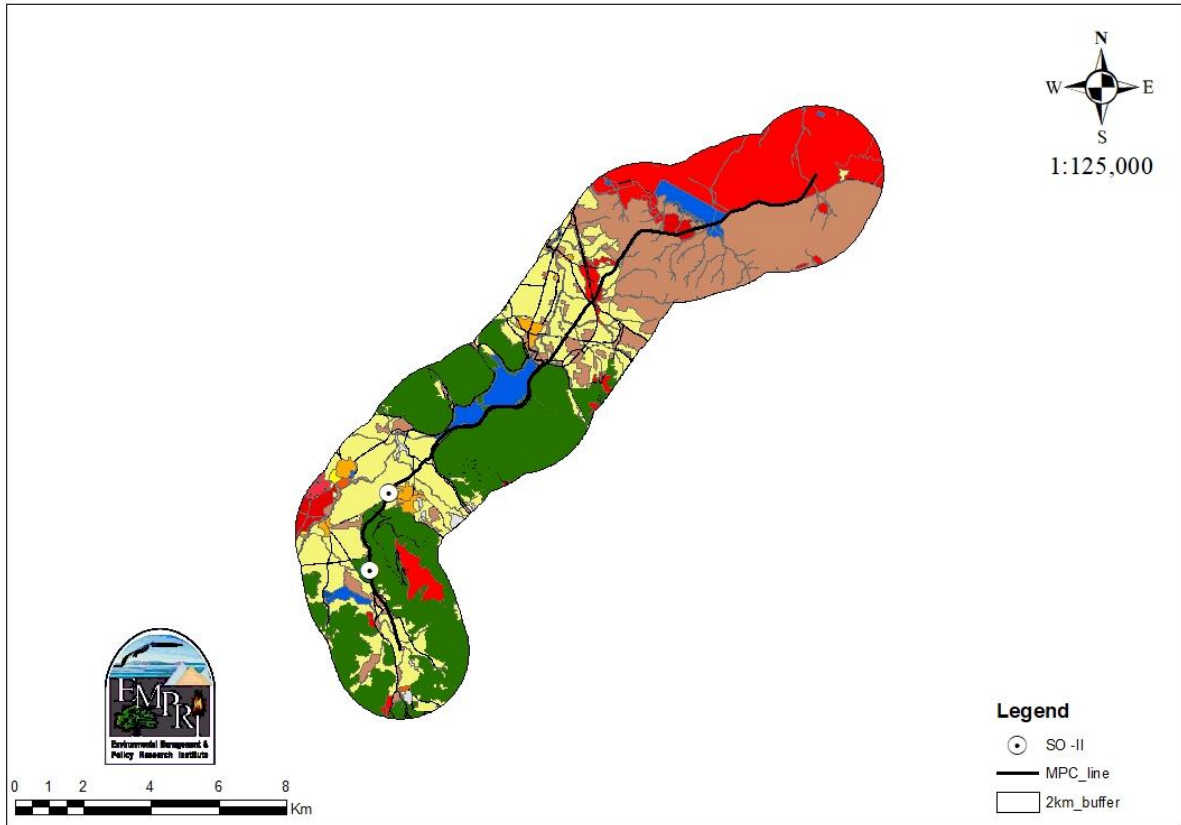 N
W E
S
1:125,000
EMPRI
Environmental Management &
Policy Research Institute
0 1 2 4 6 8
Km
Legend
SO -II
MPC_line
2km_buffer